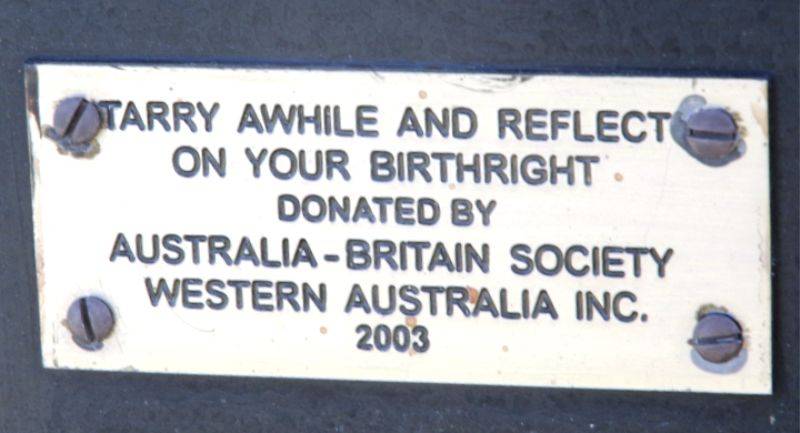 TARRY AWHILE AND REFLECT
ON YOUR BIRTHRIGHT
DONATED BY
AUSTRALIA-BRITAIN SOCIETY
WESTERN AUSTRALIA INC.
2003